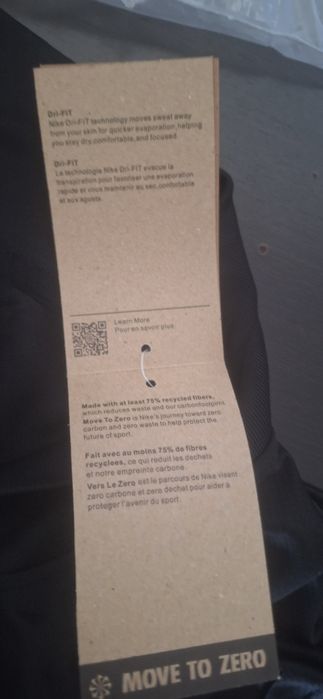 Dri-FIT
Nike Dri-FIT technology moves sweat away
from your skin for quicker evaporation, helping
you stay dry, comfortable, and focused.
Dri-FIT
La technologie Nike Dri-FIT évacue la
transpiration pour favoriser une évaporation
rapide et vous maintenir au sec, confortable
et aux aguets.
Learn More
Pour en savoir plus
Made with at least 75% recycled fibers,
which reduces waste and our carbon footprint.
Move To Zero is Nike's journey toward zero
carbon and zero waste to help protect the
future of sport.
Fait avec au moins 75% de fibres
recyclées, ce qui réduit les déchets
et notre empreinte carbone.
Vers Le Zero est le parcours de Nike visant
zéro carbone et zéro déchet pour aider à
protéger l'avenir du sport.
MOVE TO ZERO